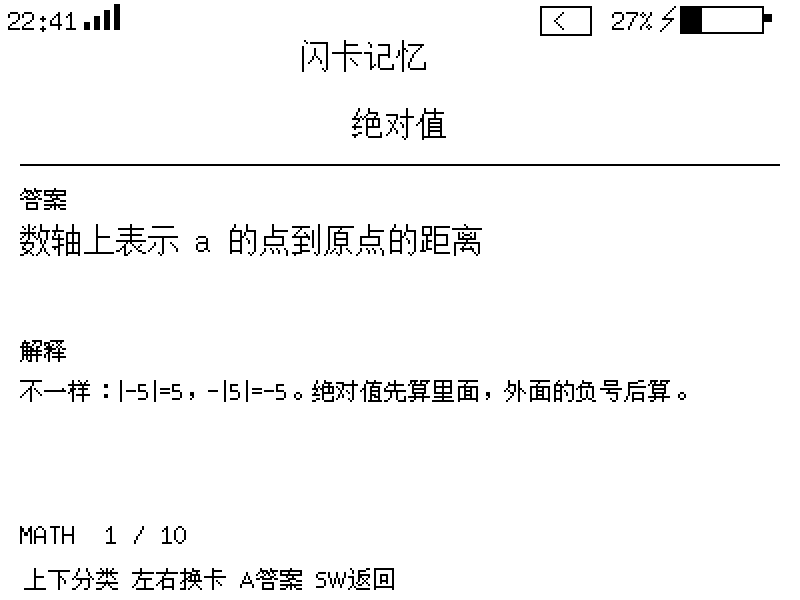 22:41 < 27%
闪卡记忆
绝对值
答案
数轴上表示 a 的点到原点的距离
解释
不一样：|-5|=5，-|5|=-5。绝对值先算里面，外面的负号后算。
MATH 1 / 10
上下分类 左右换卡 A答案 SW返回